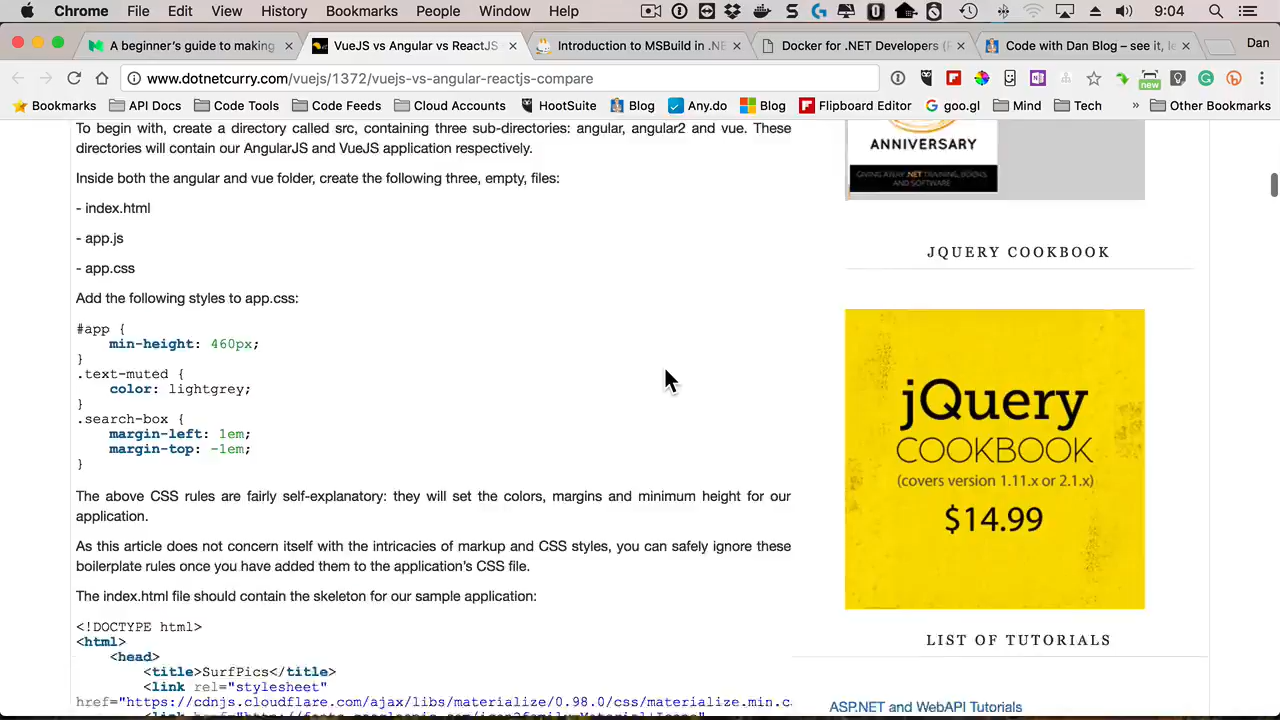 Chrome File Edit View History Bookmarks People Window Help 9:04
A beginner's guide to making
VueJS vs Angular vs ReactJS
Introduction to MSBuild in .NE
Docker for .NET Developers (P
Code with Dan Blog – see it, le
Dan
www.dotnetcurry.com/vuejs/1372/vuejs-vs-angular-reactjs-compare
new
Bookmarks API Docs Code Tools Code Feeds Cloud Accounts HootSuite Blog Any.do Blog Flipboard Editor goo.gl Mind Tech » Other Bookmarks
To begin with, create a directory called src, containing three sub-directories: angular, angular2 and vue. These
directories will contain our AngularJS and VueJS application respectively.
Inside both the angular and vue folder, create the following three, empty, files:
- index.html
- app.js
- app.css
Add the following styles to app.css:
#app {
min-height: 460px;
}
.text-muted {
color: lightgrey;
}
.search-box {
margin-left: 1em;
margin-top: -1em;
}
The above CSS rules are fairly self-explanatory: they will set the colors, margins and minimum height for our
application.
As this article does not concern itself with the intricacies of markup and CSS styles, you can safely ignore these
boilerplate rules once you have added them to the application's CSS file.
The index.html file should contain the skeleton for our sample application:
<!DOCTYPE html>
<html>
<head>
<title>SurfPics</title>
<link rel="stylesheet"
href="https://cdnjs.cloudflare.com/ajax/libs/materialize/0.98.0/css/materialize.min.c
ANNIVERSARY
GIVING AWAY .NET TRAINING, BOOKS,
AND SOFTWARE
JQUERY COOKBOOK
jQuery
COOKBOOK
(covers version 1.11.x or 2.1.x)
$14.99
LIST OF TUTORIALS
ASP.NET and WebAPI Tutorials